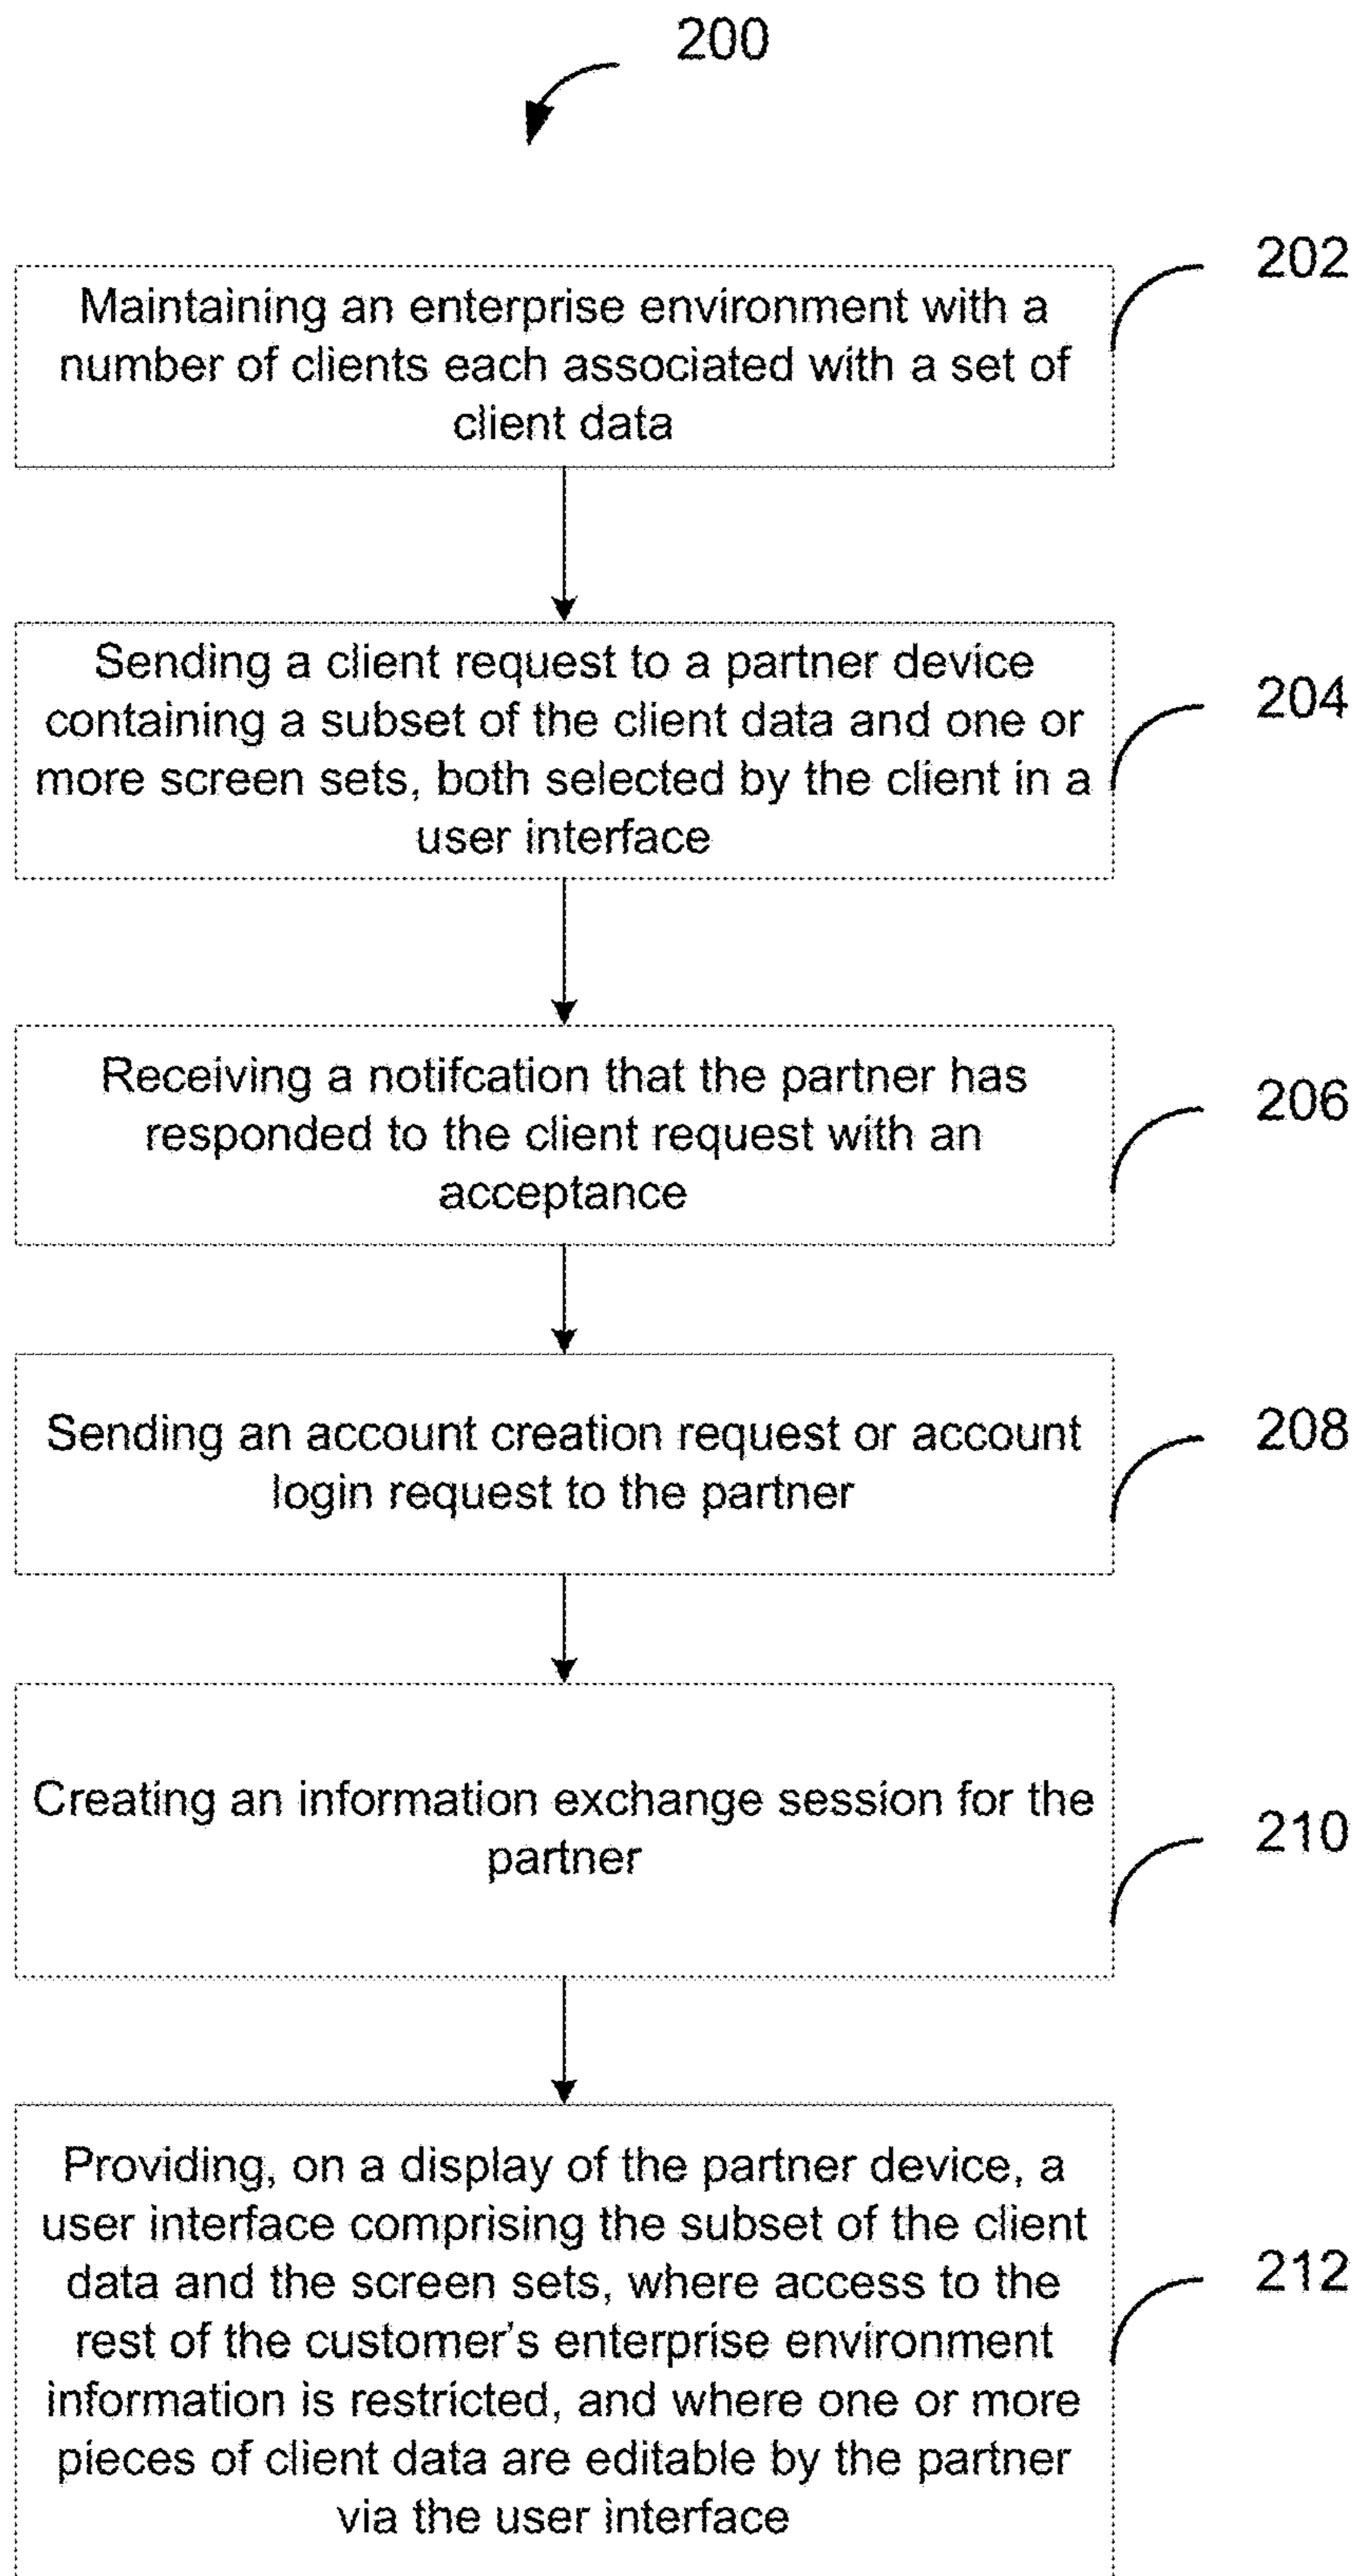 200
202
Maintaining an enterprise environment with a
number of clients each associated with a set of
client data
204
Sending a client request to a partner device
containing a subset of the client data and one or
more screen sets, both selected by the client in a
user interface
206
Receiving a notifcation that the partner has
responded to the client request with an
acceptance
208
Sending an account creation request or account
login request to the partner
210
Creating an information exchange session for the
partner
212
Providing, on a display of the partner device, a
user interface comprising the subset of the client
data and the screen sets, where access to the
rest of the customer's enterprise environment
information is restricted, and where one or more
pieces of client data are editable by the partner
via the user interface